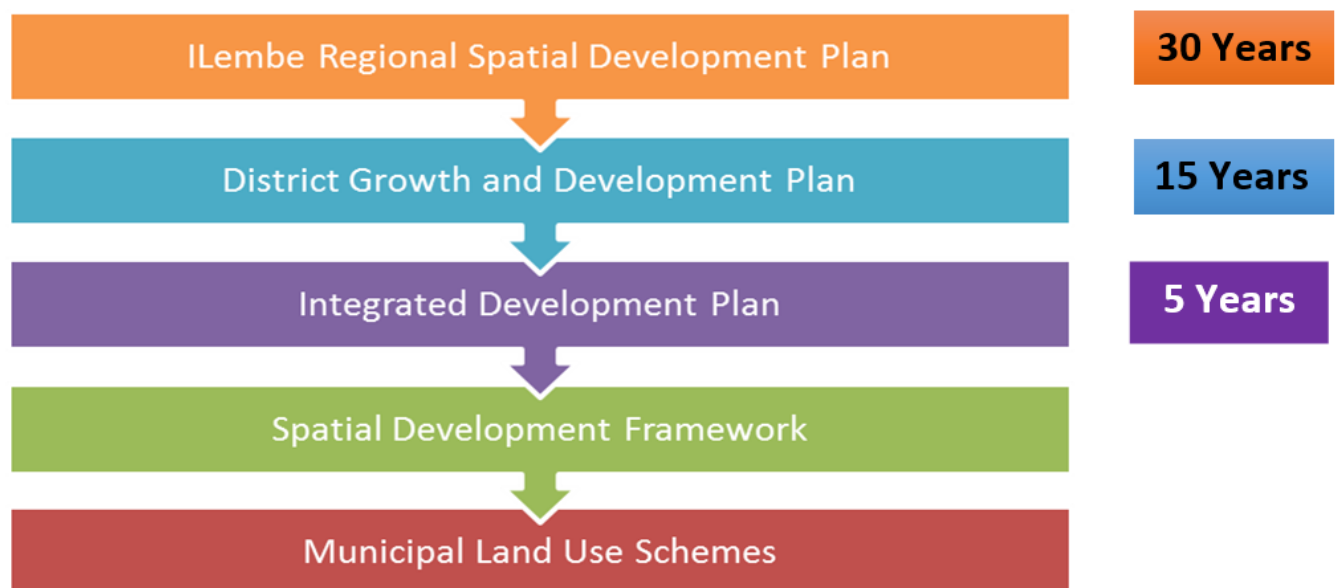 ILembe Regional Spatial Development Plan
30 Years
District Growth and Development Plan
15 Years
Integrated Development Plan
5 Years
Spatial Development Framework
Municipal Land Use Schemes